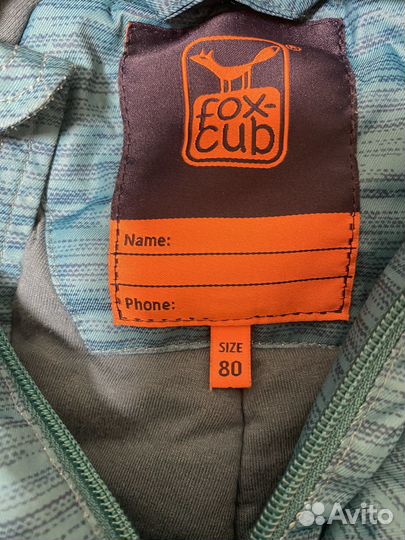 fox-
cub
Name:
Phone:
SIZE
80
Avito